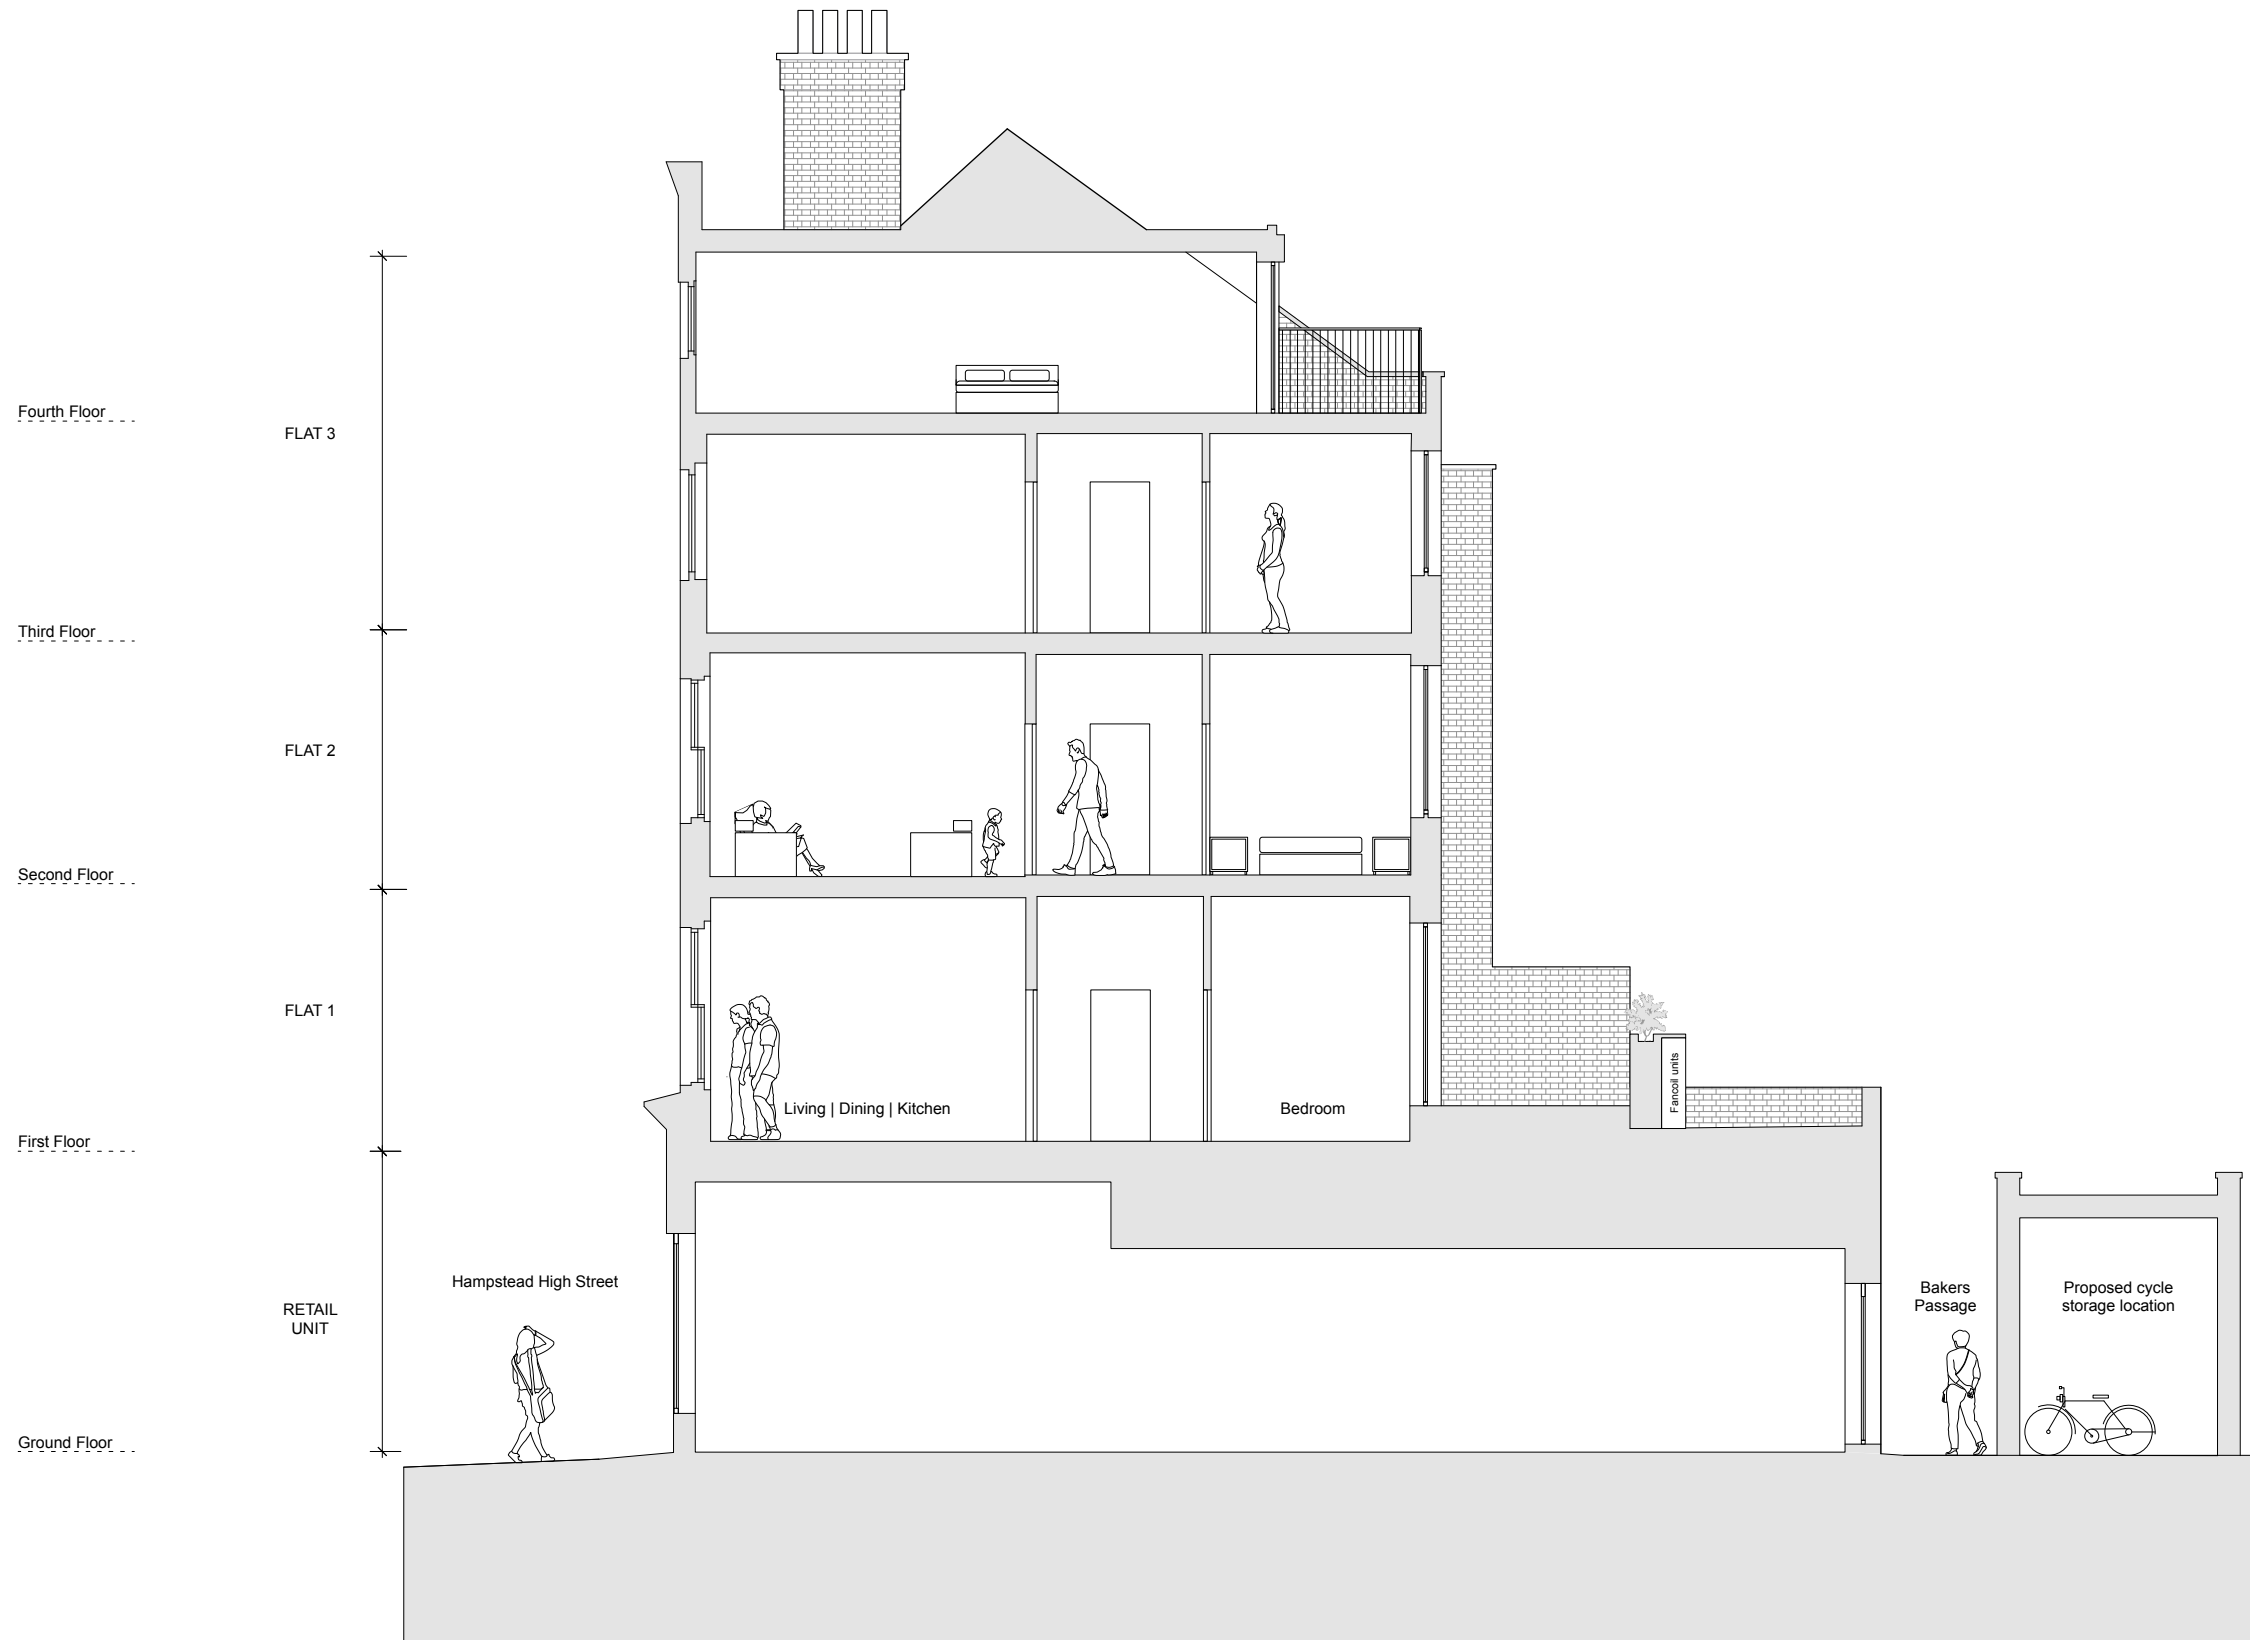 Fourth Floor
FLAT 3
Third Floor
FLAT 2
Second Floor
FLAT 1
Fancoil units
Living | Dining | Kitchen
Bedroom
First Floor
Hampstead High Street
RETAIL
UNIT
Bakers
Passage
Proposed cycle
storage location
Ground Floor